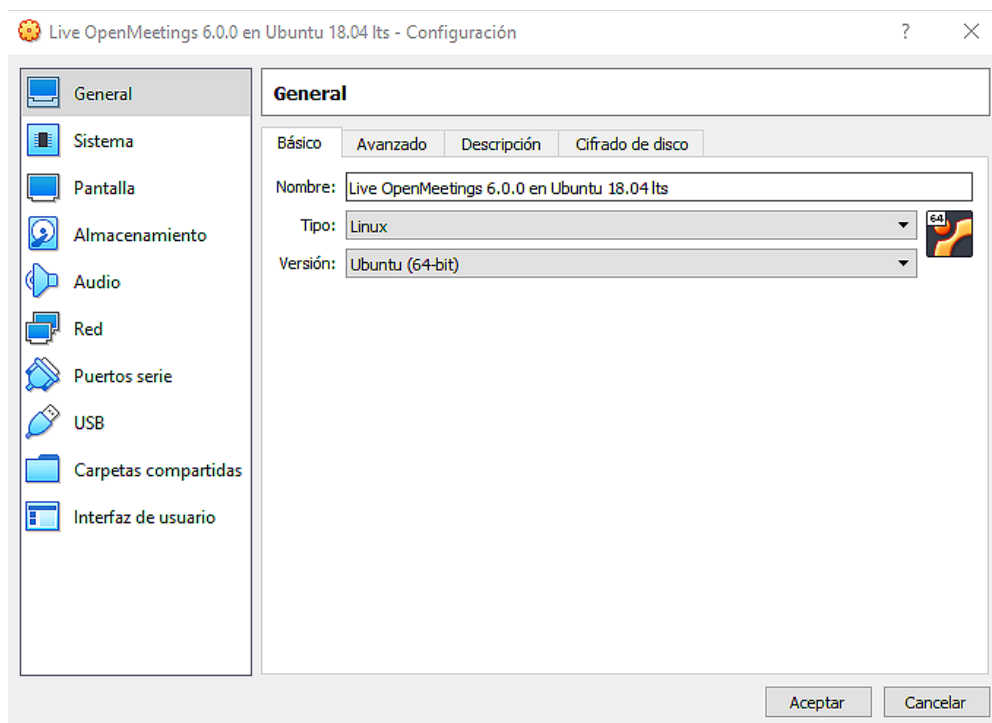 Live OpenMeetings 6.0.0 en Ubuntu 18.04 lts - Configuración ?
General
Sistema
Pantalla
Almacenamiento
Audio
Red
Puertos serie
USB
Carpetas compartidas
Interfaz de usuario
General
Básico Avanzado Descripción Cifrado de disco
Nombre: Live OpenMeetings 6.0.0 en Ubuntu 18.04 lts
Tipo: Linux
64
Versión: Ubuntu (64-bit)
Aceptar Cancelar